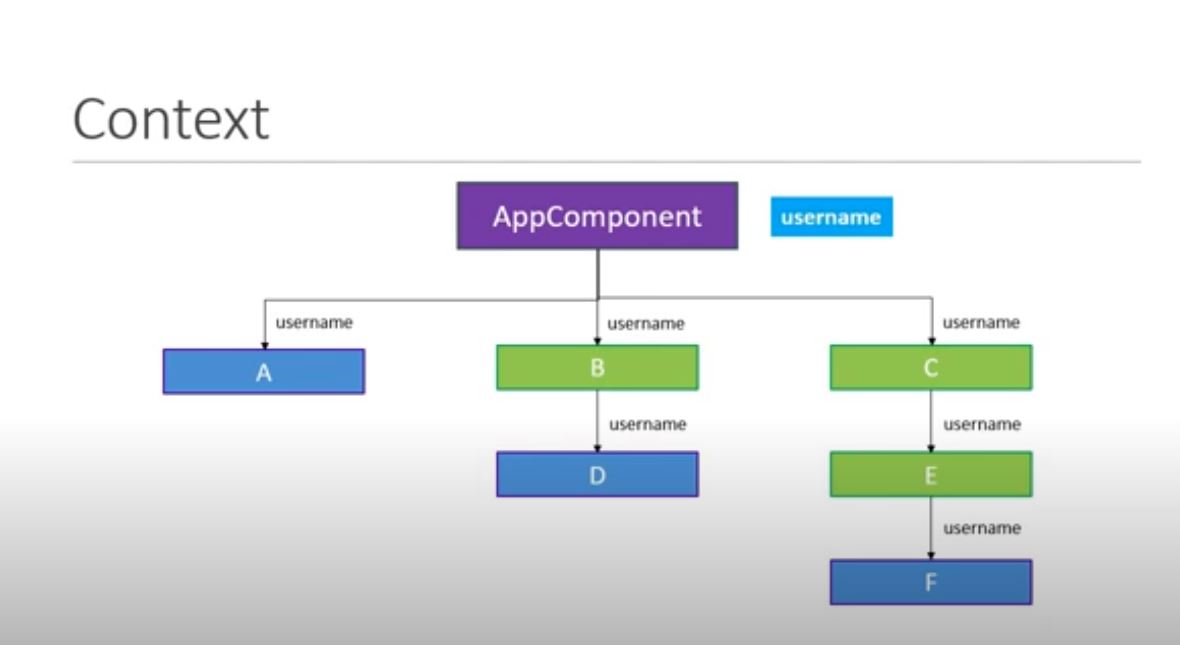 Context
AppComponent
username
username
username
username
A
B
C
username
username
D
E
username
F